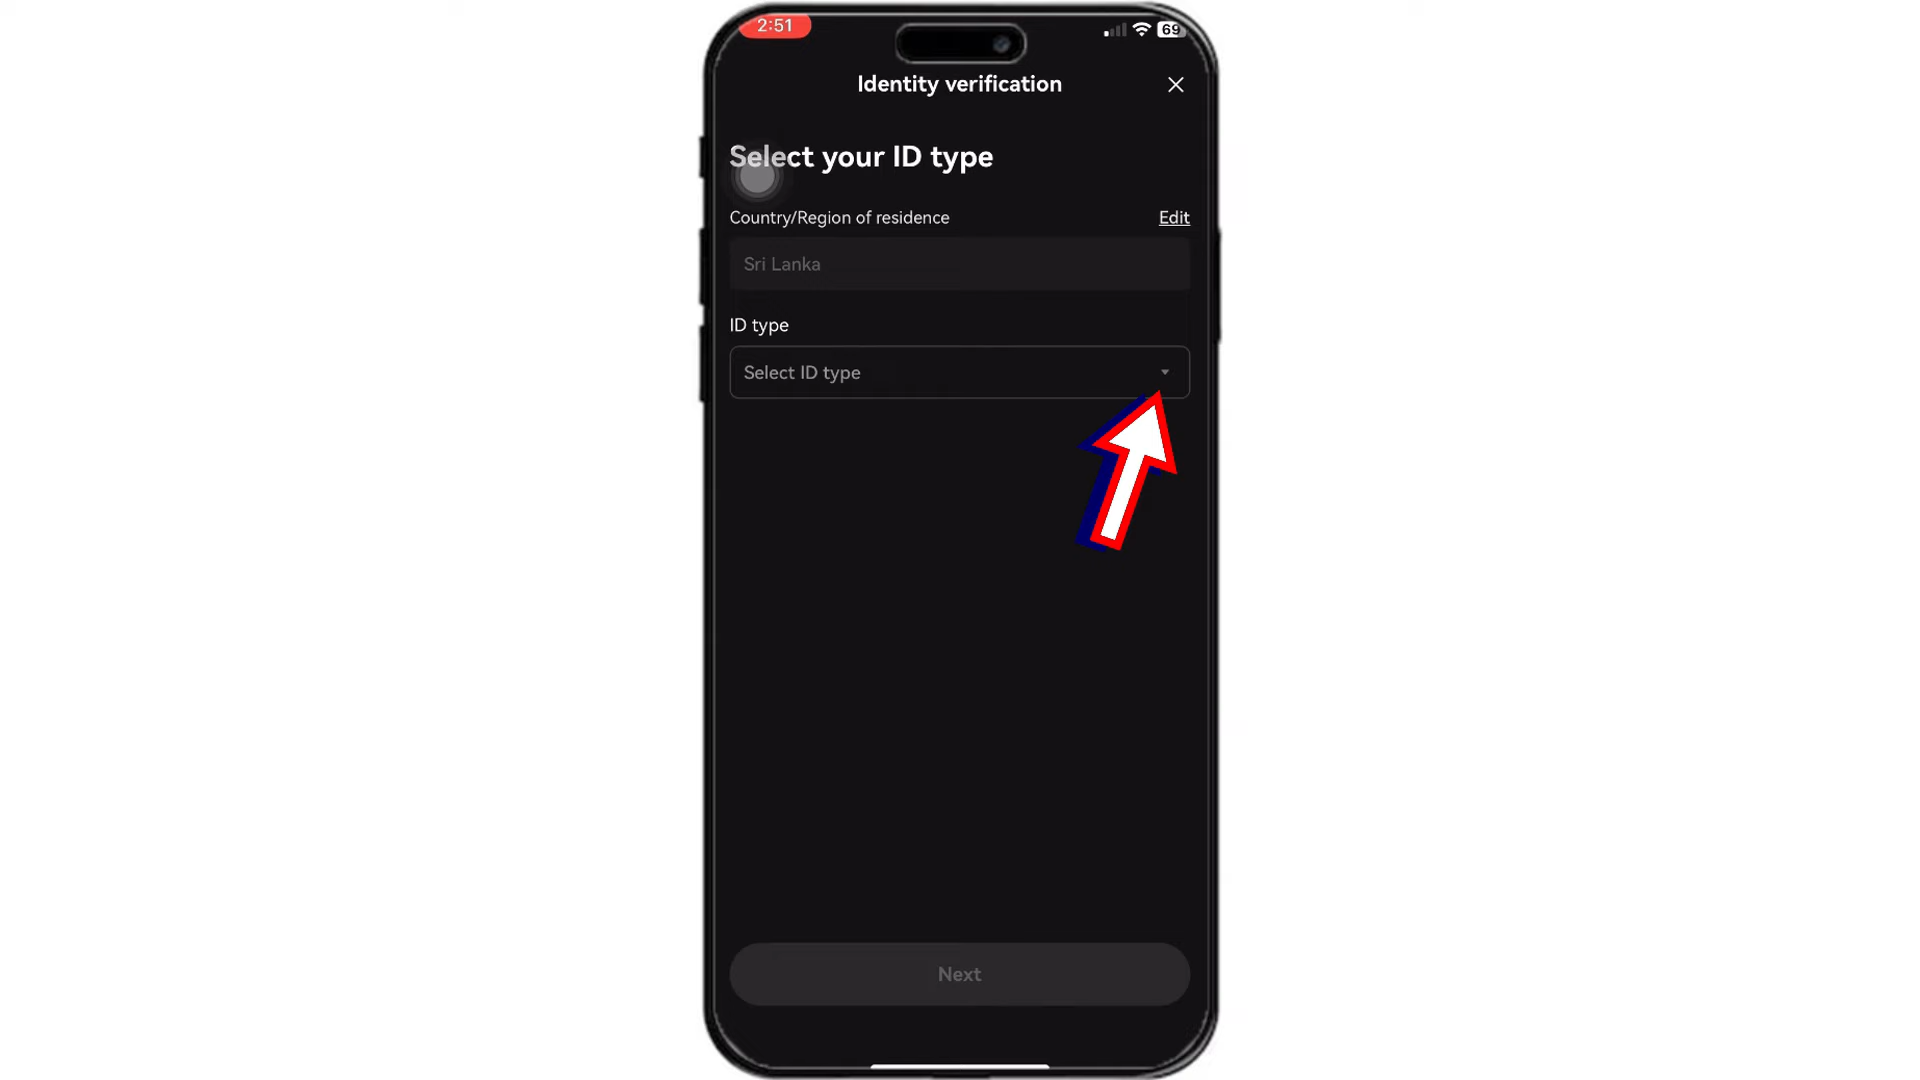 2:51
69
Identity verification
Select your ID type
Country/Region of residence Edit
Sri Lanka
ID type
Select ID type
Next